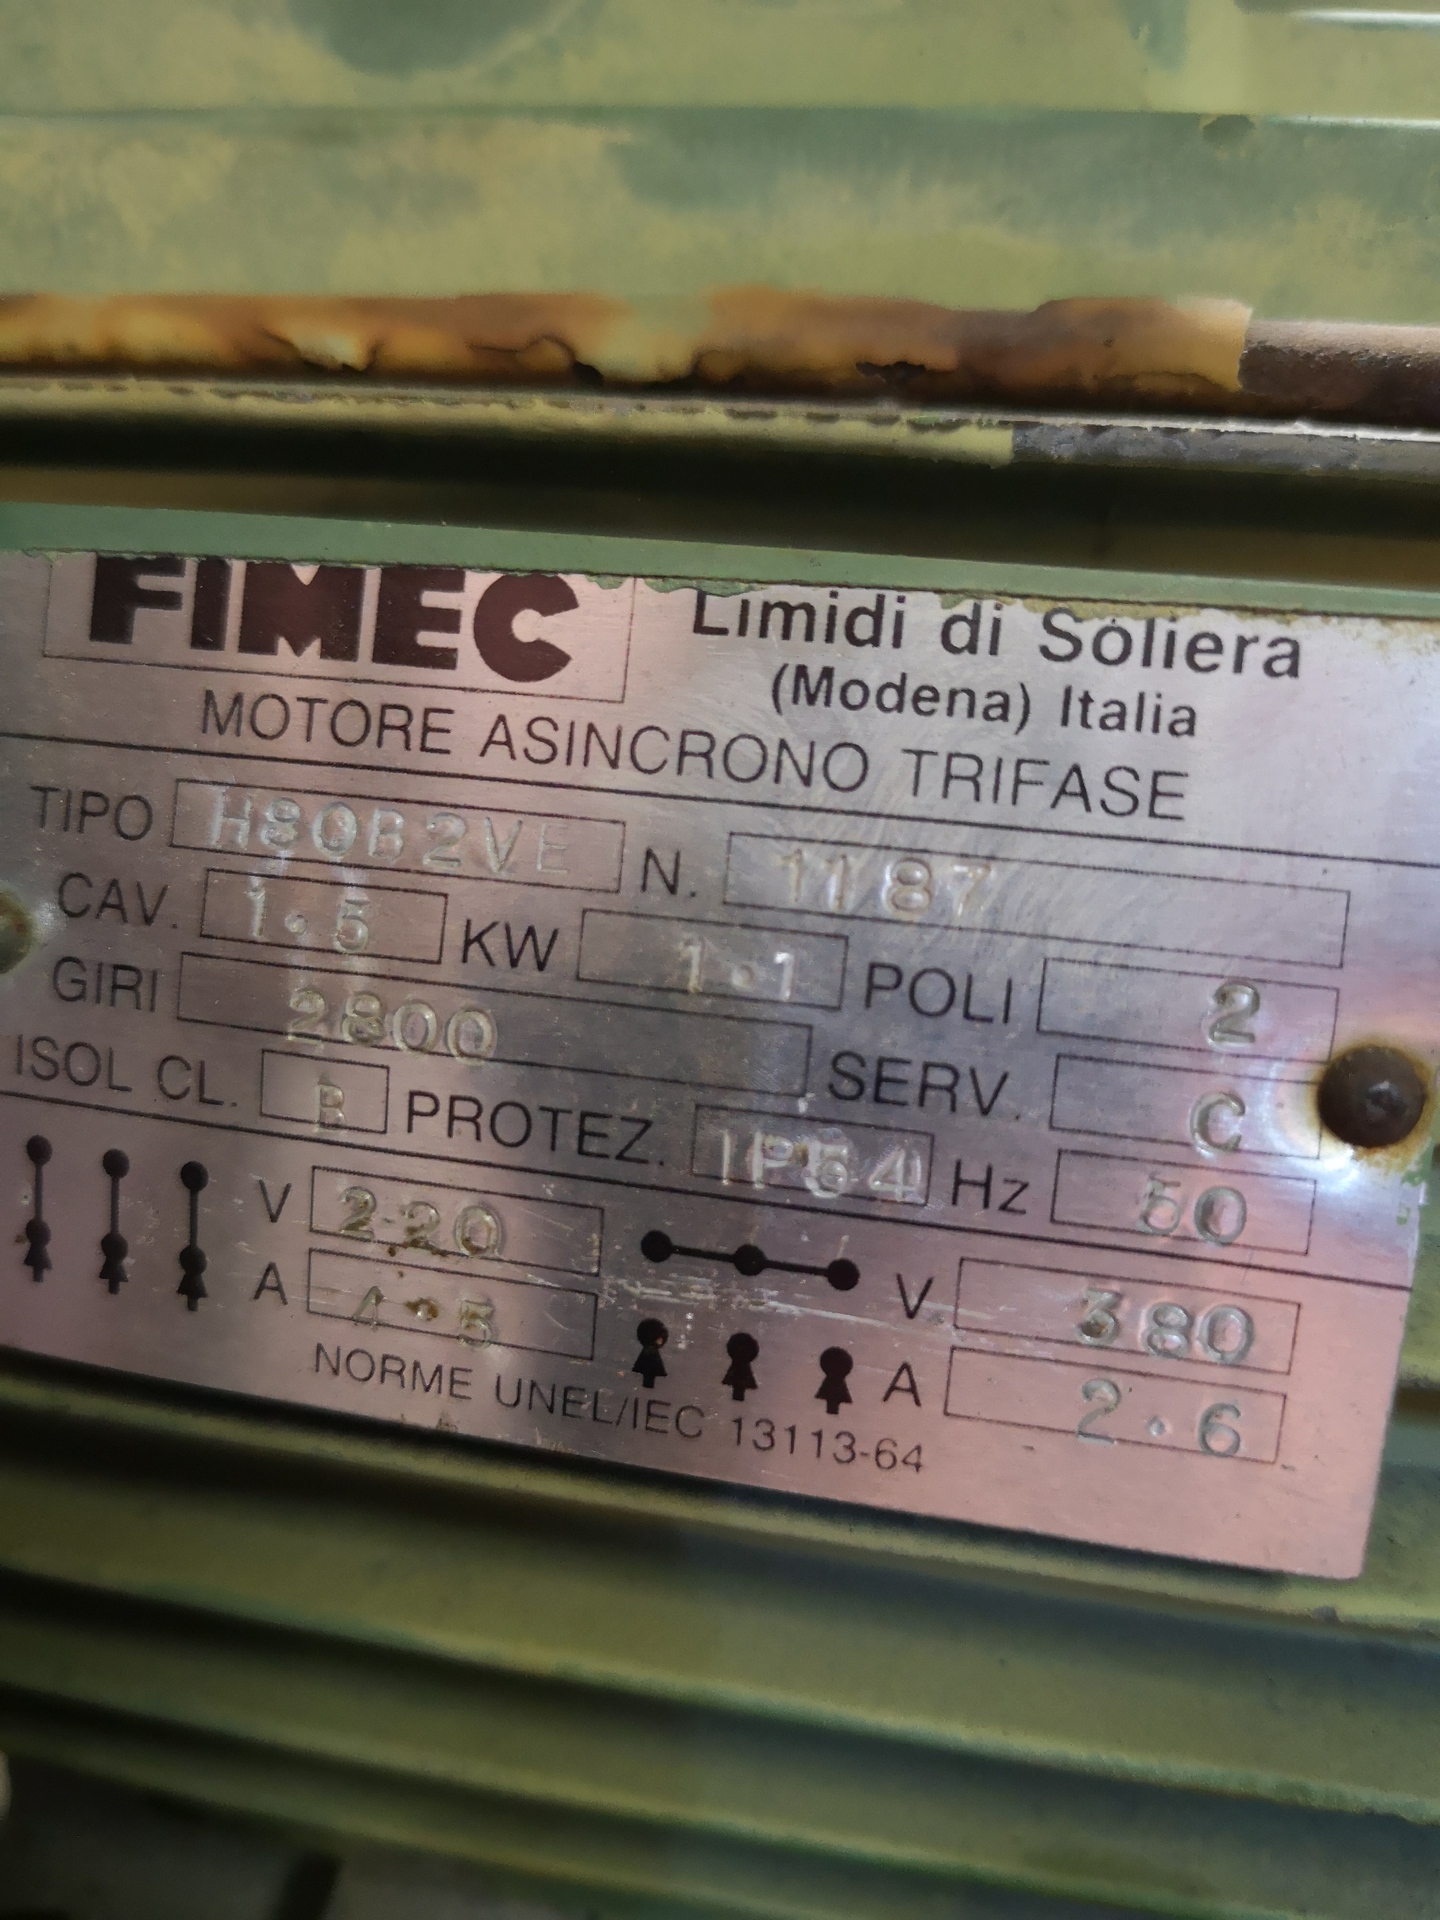 FIMEC Limidi di Soliera
(Modena) Italia
MOTORE ASINCRONO TRIFASE
TIPO H80B2VE N. 1187
CAV. 1.5 KW 1.1 POLI 2
GIRI 2800 SERV. C
ISOL CL. B PROTEZ. IP54 Hz 50
V 220 V. 380
A 4.5 A 2.6
NORME UNEL/IEC 13113-64